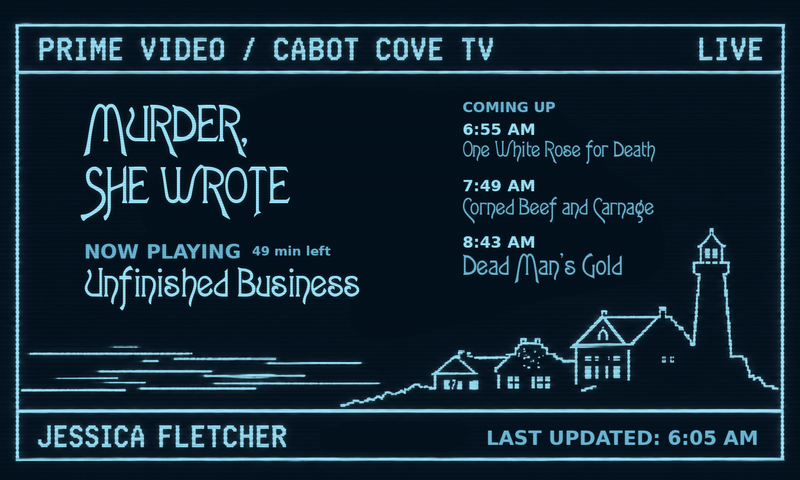 PRIME VIDEO / CABOT COVE TV
LIVE
MURDER,
SHE WROTE
NOW PLAYING 49 min left
Unfinished Business
COMING UP
6:55 AM
One White Rose for Death
7:49 AM
Corned Beef and Carnage
8:43 AM
Dead Man's Gold
JESSICA FLETCHER
LAST UPDATED: 6:05 AM